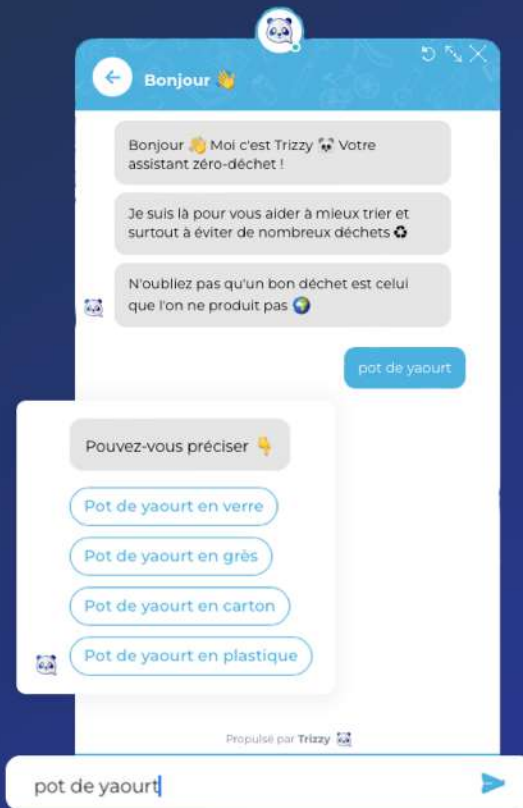 Bonjour 👋
Bonjour 👋 Moi c'est Trizzy 🐼 Votre
assistant zéro-déchet !
Je suis là pour vous aider à mieux trier et
surtout à éviter de nombreux déchets ♻
N'oubliez pas qu'un bon déchet est celui
que l'on ne produit pas 🌍
pot de yaourt
Pouvez-vous préciser 👇
Pot de yaourt en verre
Pot de yaourt en grès
Pot de yaourt en carton
Pot de yaourt en plastique
Propulsé par Trizzy
pot de yaourt